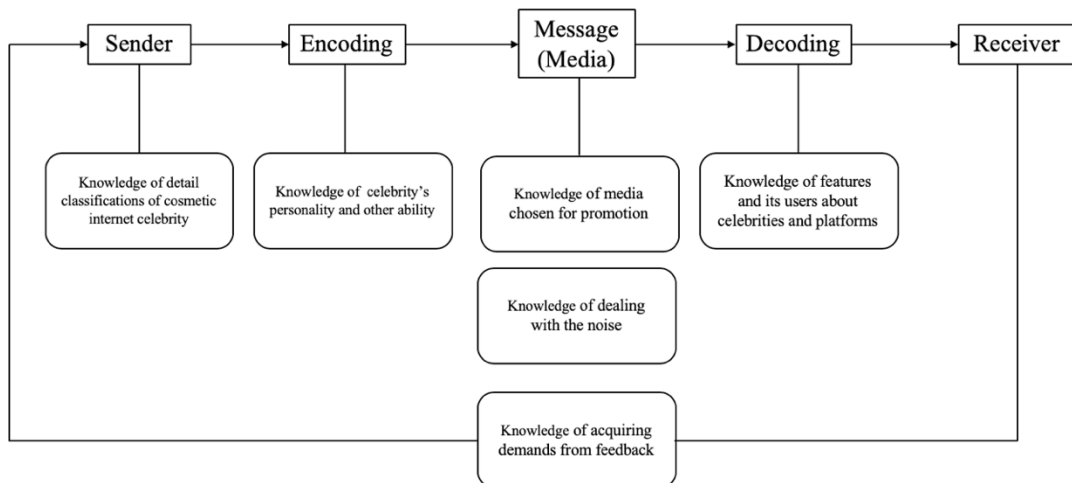 Sender
Encoding
Message
(Media)
Decoding
Receiver
Knowledge of detail
classifications of cosmetic
internet celebrity
Knowledge of celebrity's
personality and other ability
Knowledge of media
chosen for promotion
Knowledge of features
and its users about
celebrities and platforms
Knowledge of dealing
with the noise
Knowledge of acquiring
demands from feedback